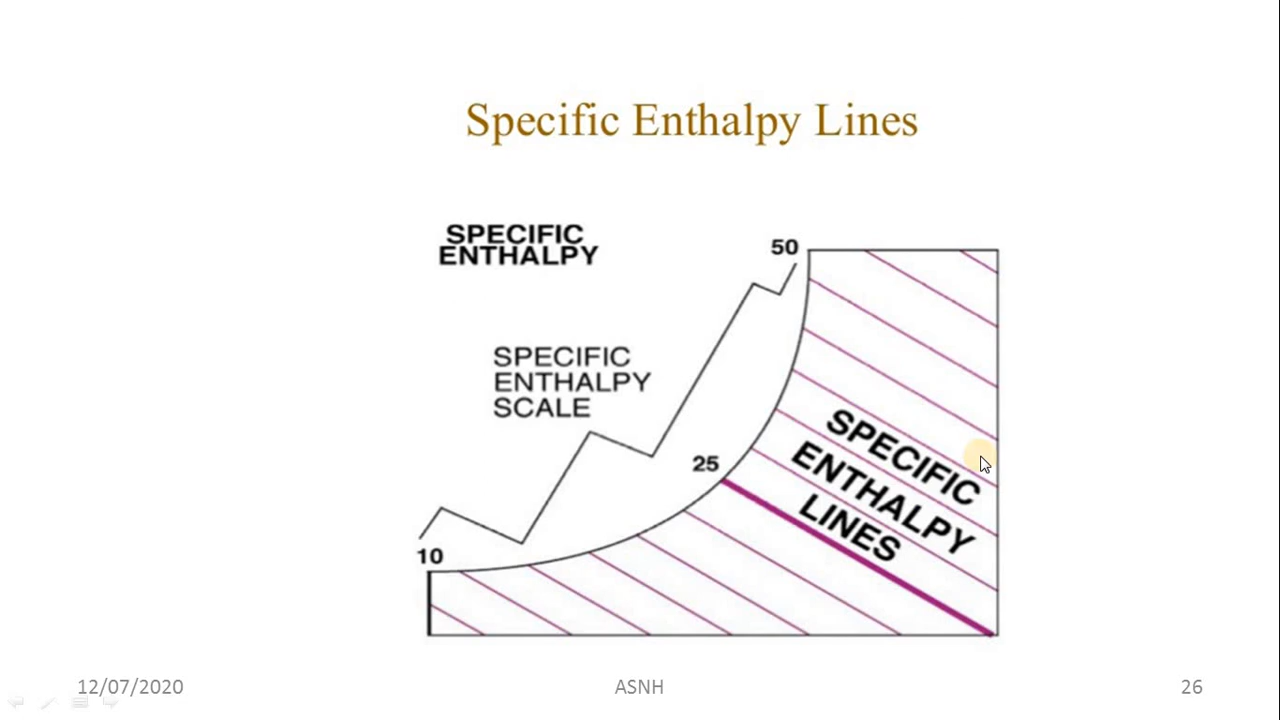 Specific Enthalpy Lines
SPECIFIC
ENTHALPY
50
SPECIFIC
ENTHALPY
SCALE
25
10
SPECIFIC
ENTHALPY
LINES
12/07/2020
ASNH
26